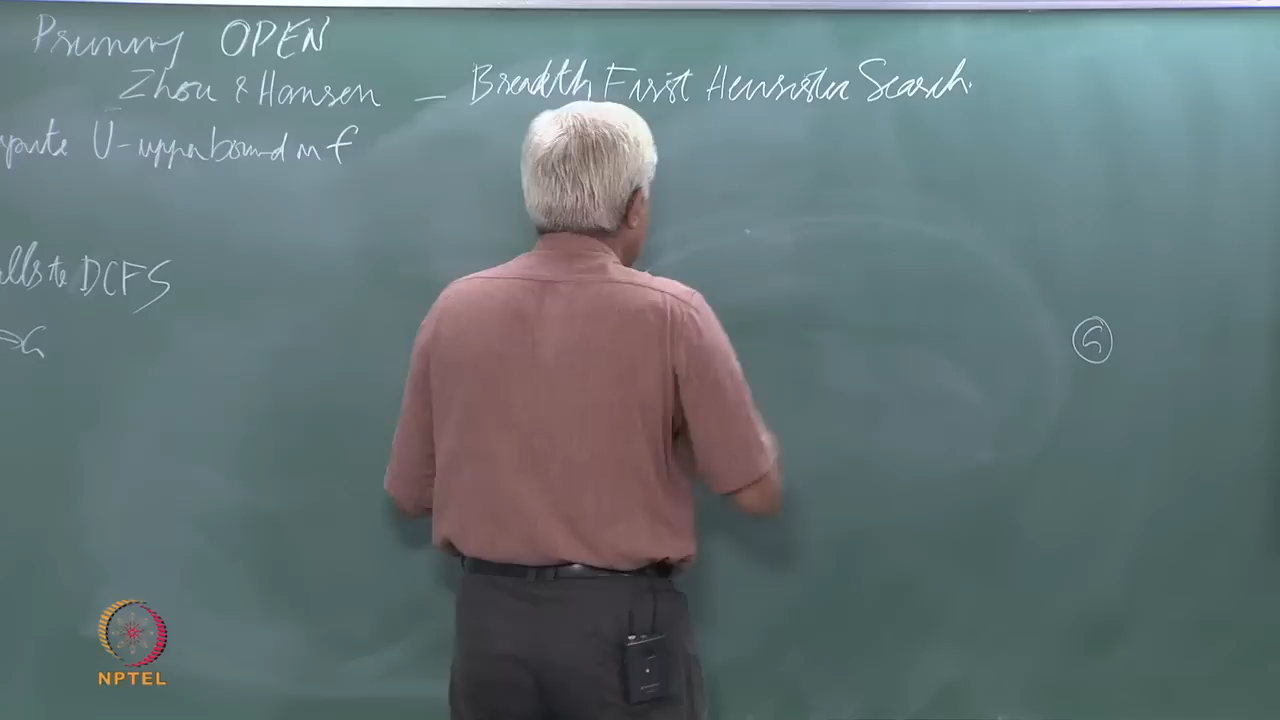 Pruning OPEN
Zhou & Hansen – Breadth First Heuristic Search.
U - upper bound on f
DCFS
G
NPTEL